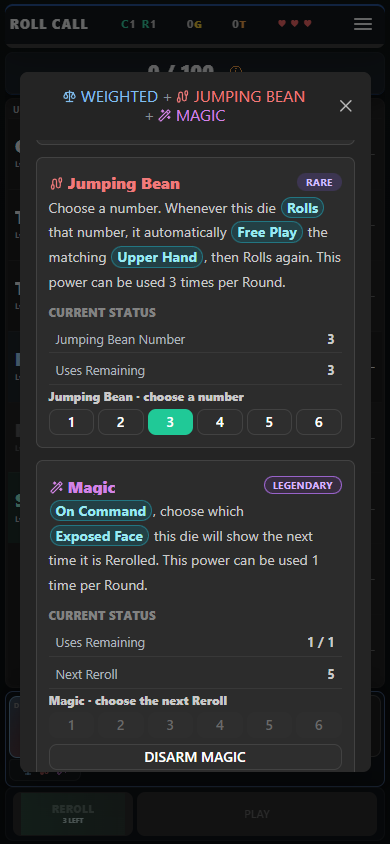 ROLL CALL C1 R1 0G 0T
0 / 100
WEIGHTED + JUMPING BEAN
+ MAGIC
Jumping Bean RARE
Choose a number. Whenever this die Rolls
that number, it automatically Free Play the
matching Upper Hand, then Rolls again. This
power can be used 3 times per Round.
CURRENT STATUS
Jumping Bean Number 3
Uses Remaining 3
Jumping Bean · choose a number
1 2 3 4 5 6
Magic LEGENDARY
On Command, choose which
Exposed Face this die will show the next
time it is Rerolled. This power can be used 1
time per Round.
CURRENT STATUS
Uses Remaining 1 / 1
Next Reroll 5
Magic · choose the next Reroll
1 2 3 4 5 6
DISARM MAGIC
REROLL PLAY
3 LEFT